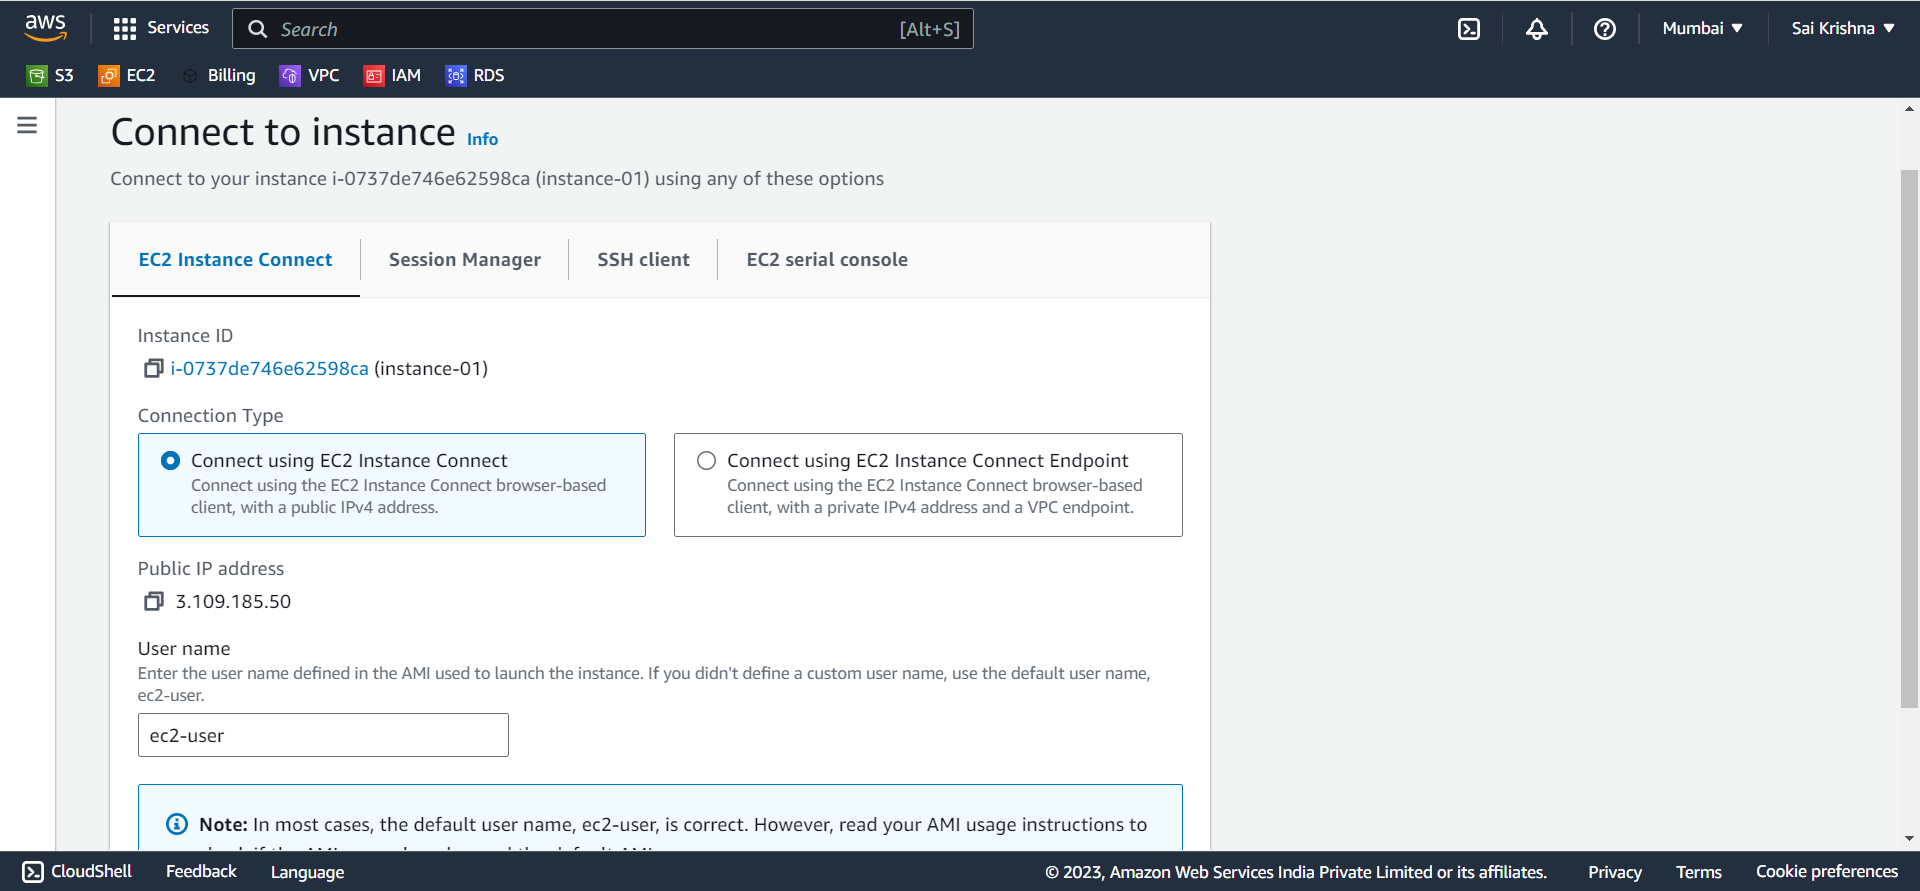 aws
Services
Search [Alt+S]
Mumbai
Sai Krishna
S3
EC2
Billing
VPC
IAM
RDS
Connect to instance Info
Connect to your instance i-0737de746e62598ca (instance-01) using any of these options
EC2 Instance Connect
Session Manager
SSH client
EC2 serial console
Instance ID
i-0737de746e62598ca (instance-01)
Connection Type
Connect using EC2 Instance Connect
Connect using the EC2 Instance Connect browser-based
client, with a public IPv4 address.
Connect using EC2 Instance Connect Endpoint
Connect using the EC2 Instance Connect browser-based
client, with a private IPv4 address and a VPC endpoint.
Public IP address
3.109.185.50
User name
Enter the user name defined in the AMI used to launch the instance. If you didn't define a custom user name, use the default user name,
ec2-user.
ec2-user
Note: In most cases, the default user name, ec2-user, is correct. However, read your AMI usage instructions to
CloudShell
Feedback
Language
© 2023, Amazon Web Services India Private Limited or its affiliates.
Privacy
Terms
Cookie preferences